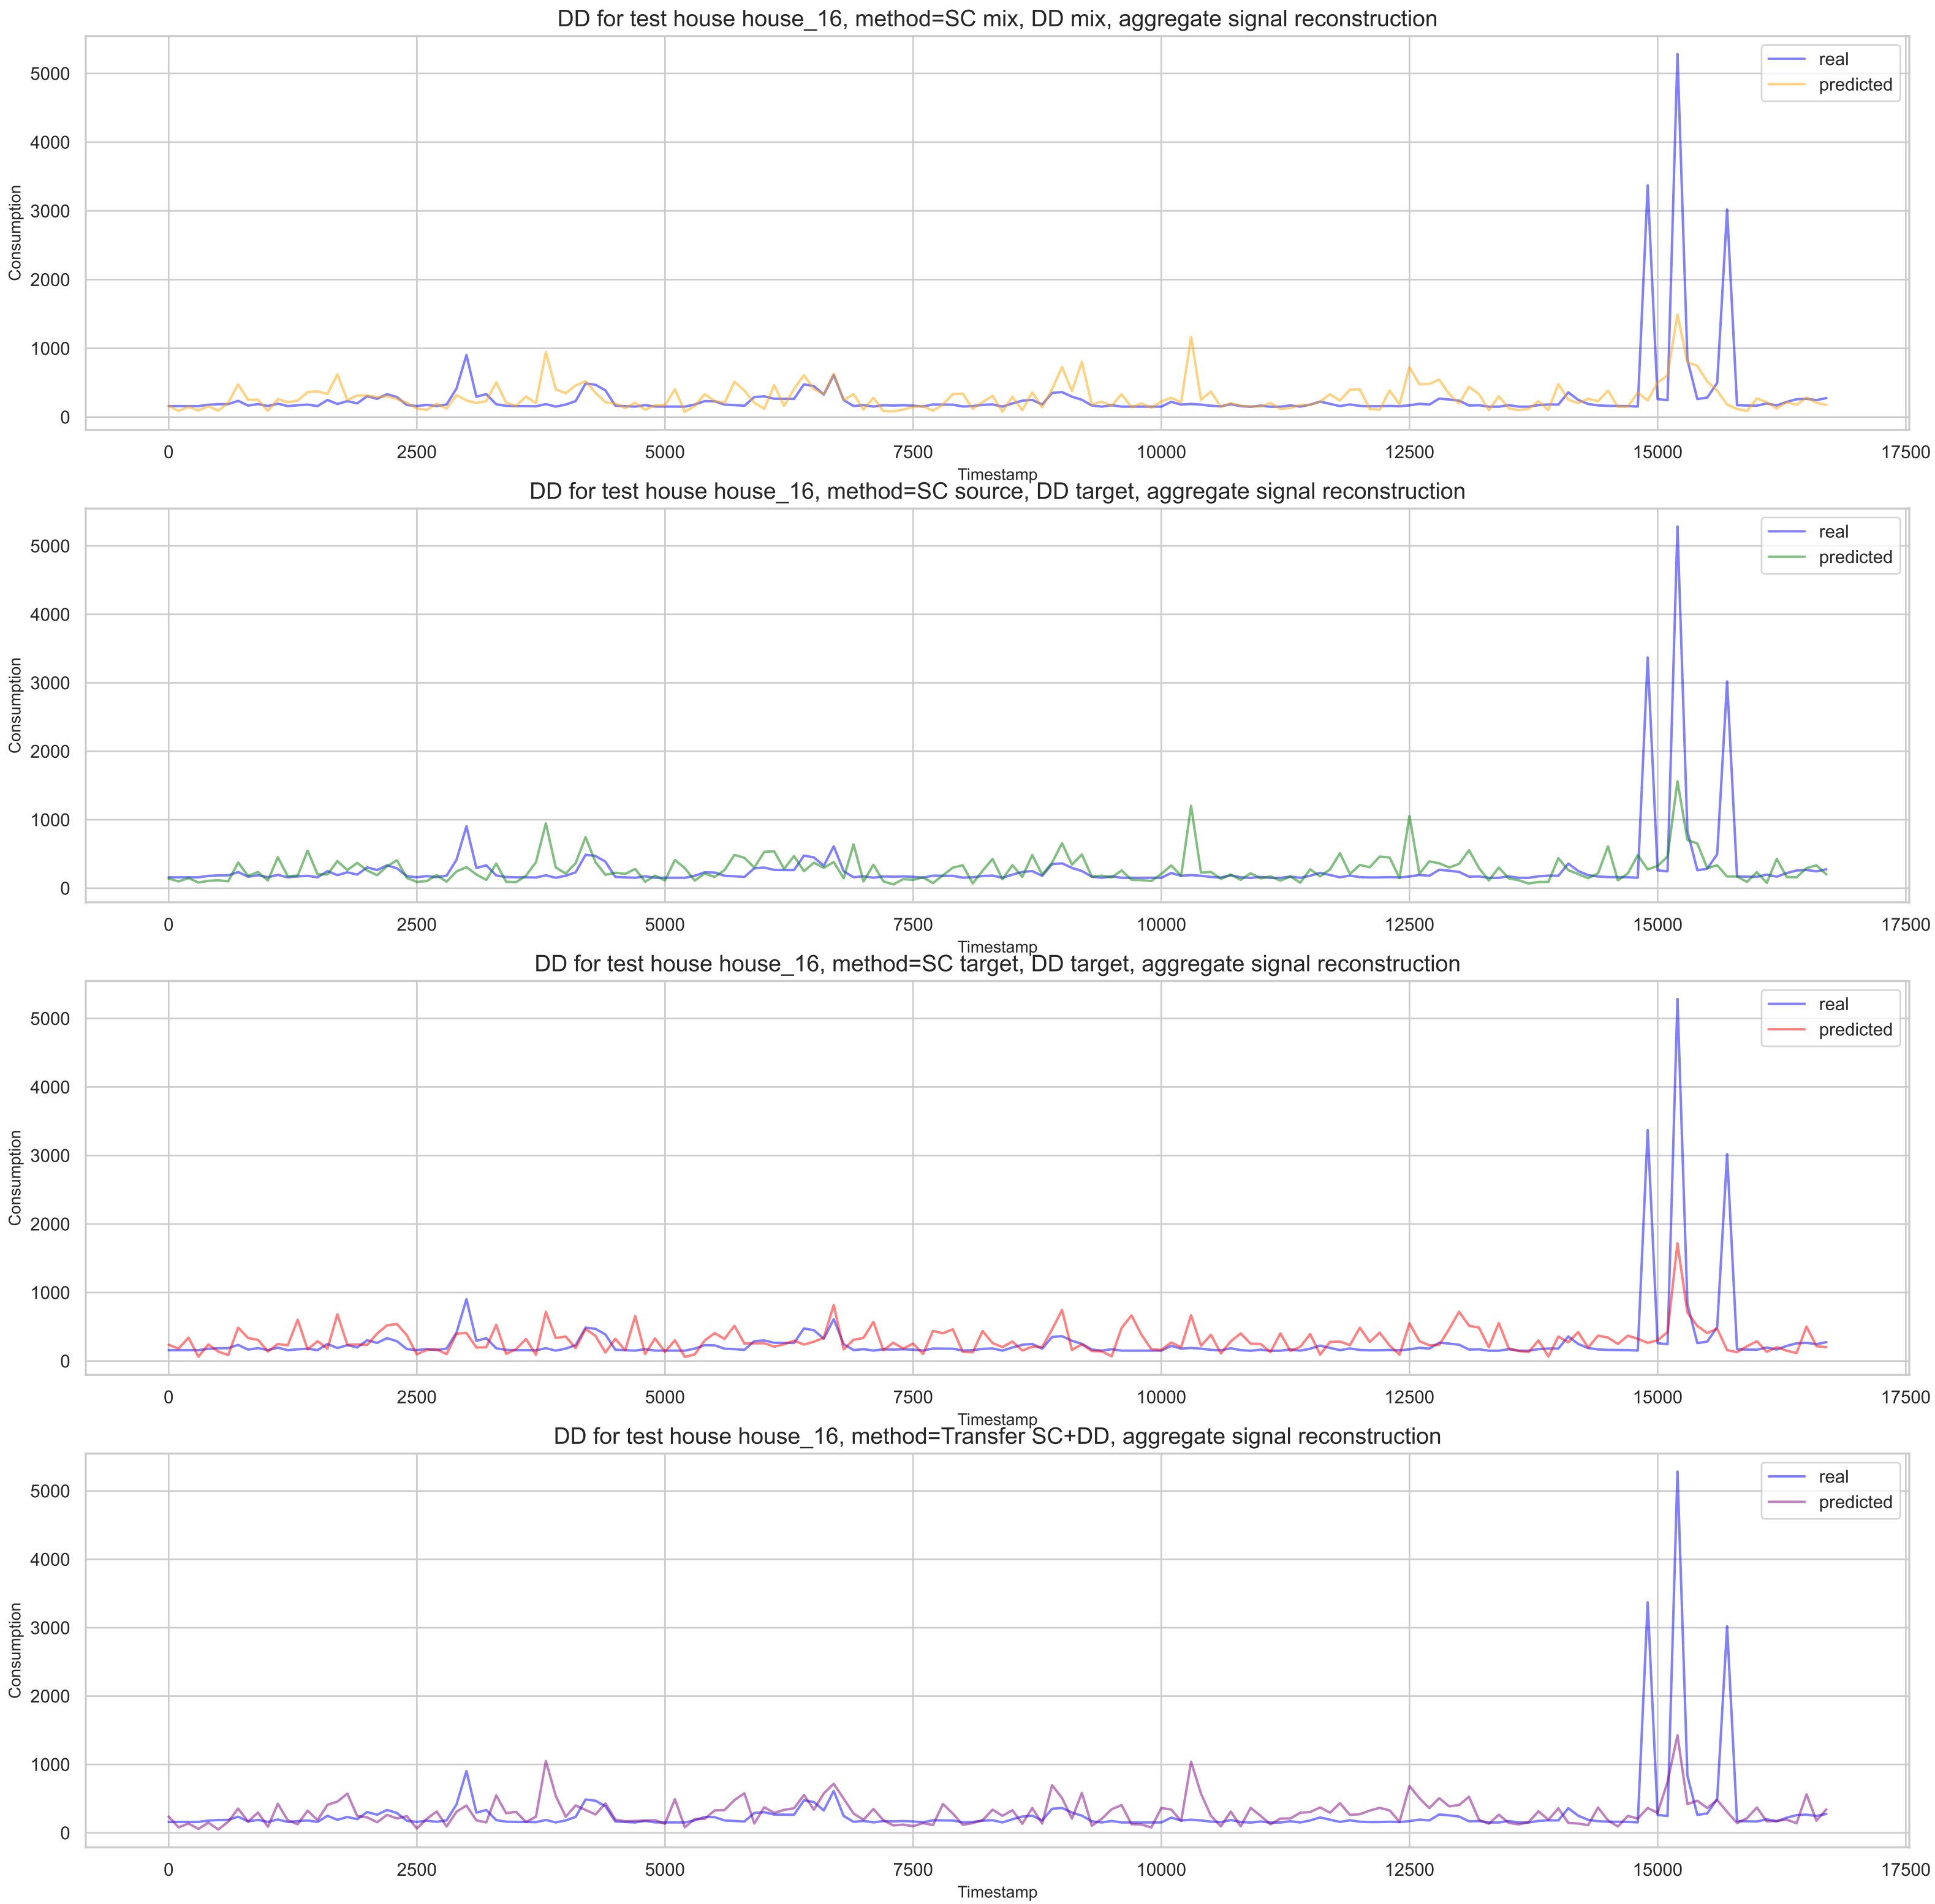 DD for test house house_16, method=SC mix, DD mix, aggregate signal reconstruction
real
predicted
5000
4000
3000
2000
1000
0
Consumption
0 2500 5000 7500 10000 12500 15000 17500
Timestamp
DD for test house house_16, method=SC source, DD target, aggregate signal reconstruction
real
predicted
5000
4000
3000
2000
1000
0
Consumption
0 2500 5000 7500 10000 12500 15000 17500
Timestamp
DD for test house house_16, method=SC target, DD target, aggregate signal reconstruction
real
predicted
5000
4000
3000
2000
1000
0
Consumption
0 2500 5000 7500 10000 12500 15000 17500
Timestamp
DD for test house house_16, method=Transfer SC+DD, aggregate signal reconstruction
real
predicted
5000
4000
3000
2000
1000
0
Consumption
0 2500 5000 7500 10000 12500 15000 17500
Timestamp